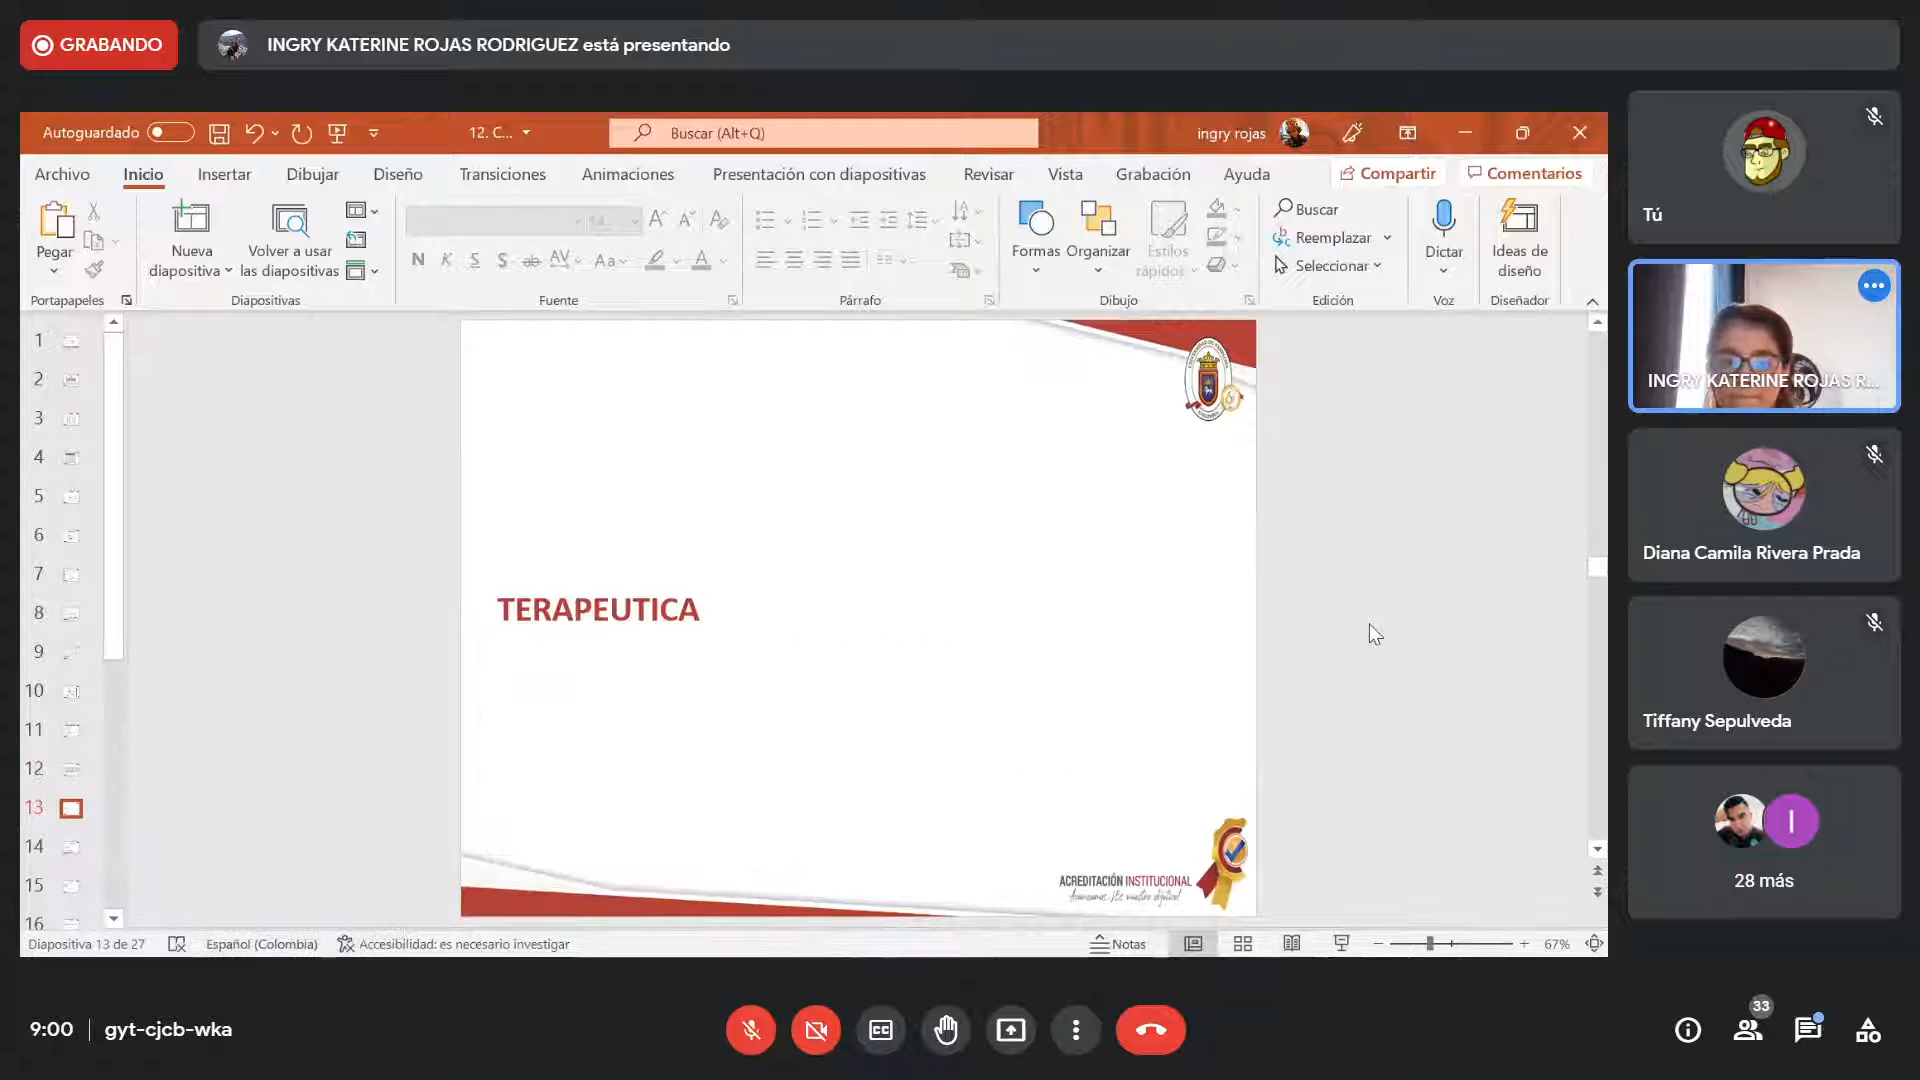 GRABANDO
INGRY KATERINE ROJAS RODRIGUEZ está presentando
Autoguardado
12. C...
Buscar (Alt+Q)
ingry rojas
Archivo Inicio Insertar Dibujar Diseño Transiciones Animaciones Presentación con diapositivas Revisar Vista Grabación Ayuda Compartir Comentarios
Pegar
Nueva diapositiva
Volver a usar las diapositivas
N K S S ab AV Aa A
Formas
Organizar
Estilos rápidos
Buscar
Reemplazar
Seleccionar
Dictar
Ideas de diseño
Portapapeles Diapositivas Fuente Párrafo Dibujo Edición Voz Diseñador
1
2
3
4
5
6
7
8
9
10
11
12
13
14
15
16
TERAPEUTICA
ACREDITACIÓN INSTITUCIONAL
Diapositiva 13 de 27
Español (Colombia)
Accesibilidad: es necesario investigar
Notas
67%
Tú
INGRY KATERINE ROJAS R...
Diana Camila Rivera Prada
Tiffany Sepulveda
I
28 más
9:00 | gyt-cjcb-wka
CC
33